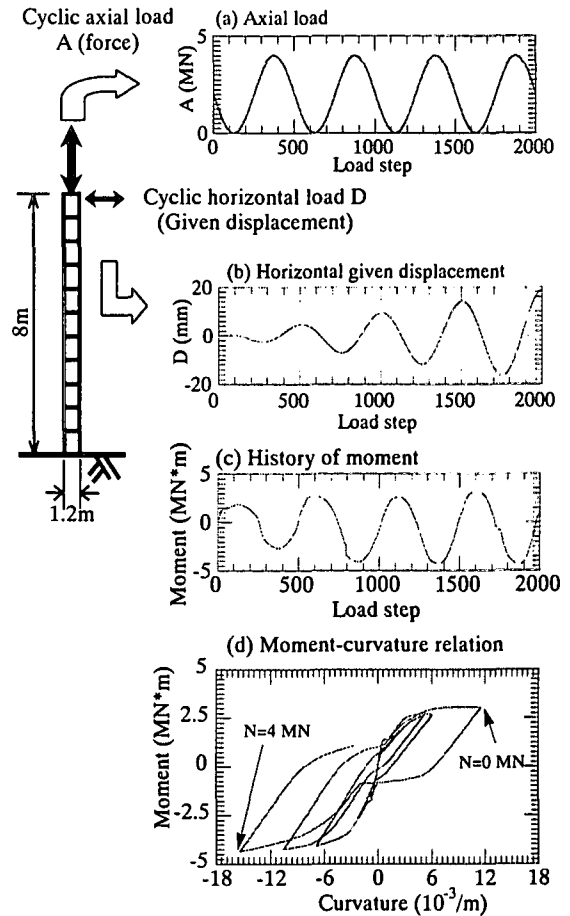 Cyclic axial load
A (force)
(a) Axial load
A (MN)
5
0
0 500 1000 1500 2000
Load step
Cyclic horizontal load D
(Given displacement)
8m
1.2m
(b) Horizontal given displacement
D (mm)
20
0
-20
0 500 1000 1500 2000
Load step
(c) History of moment
Moment (MN*m)
5
0
-5
0 500 1000 1500 2000
Load step
(d) Moment-curvature relation
Moment (MN*m)
5
2.5
0
-2.5
-5
N=4 MN
N=0 MN
-18 -12 -6 0 6 12 18
Curvature (10⁻³/m)